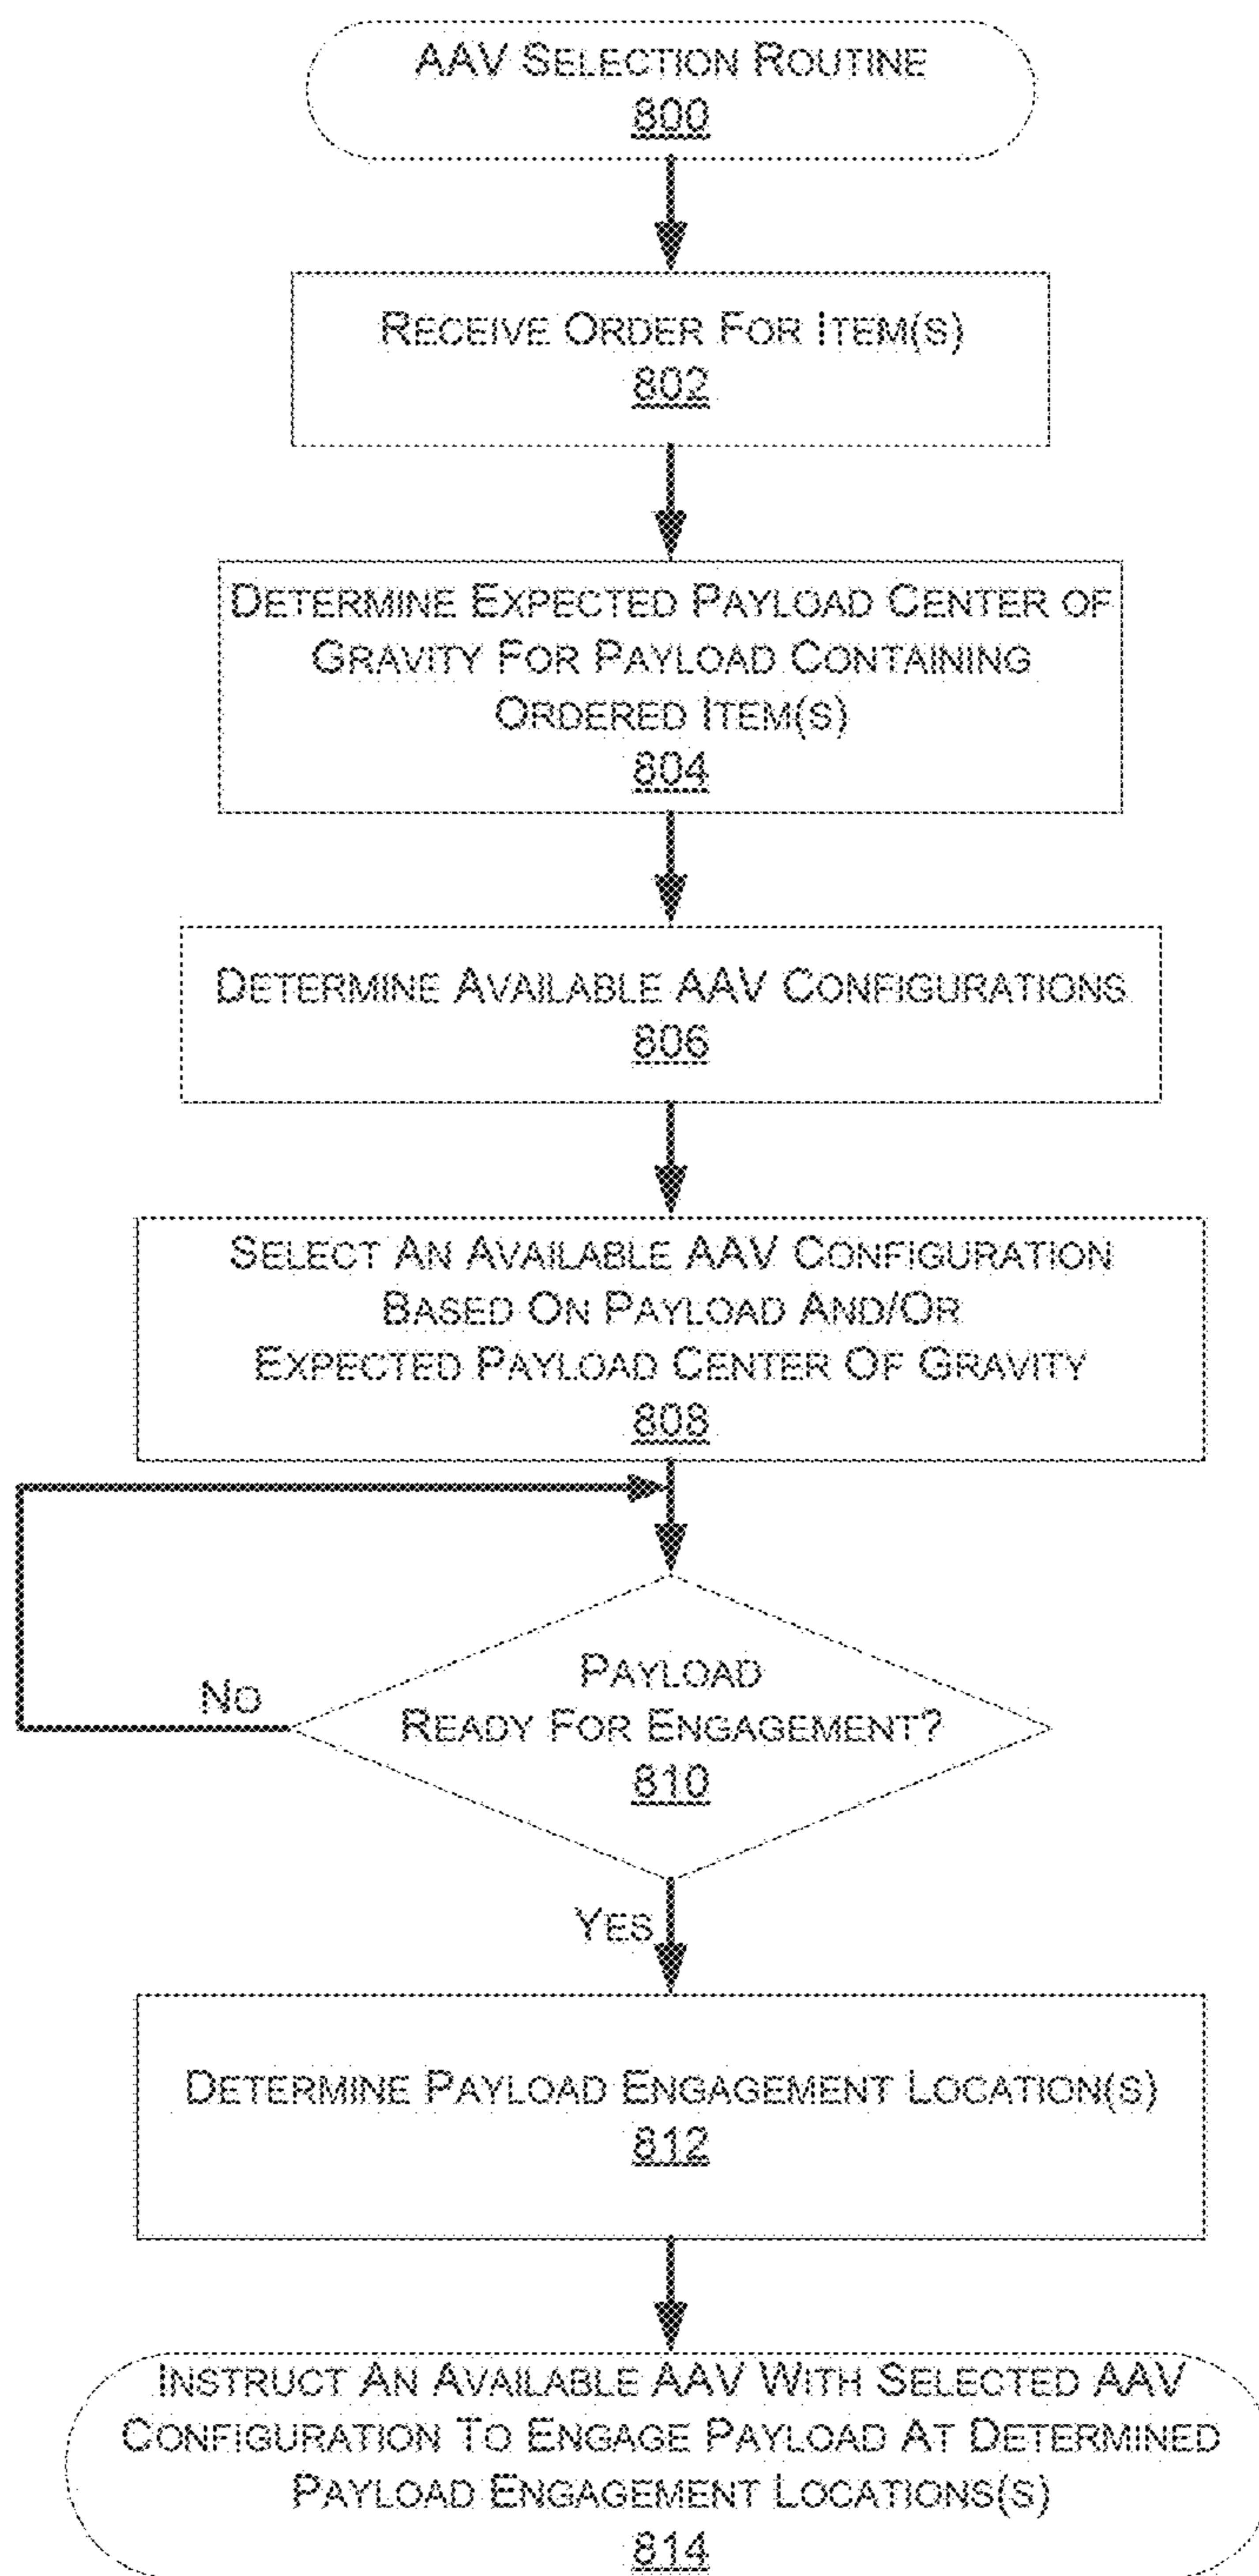 AAV SELECTION ROUTINE
800
RECEIVE ORDER FOR ITEM(S)
802
DETERMINE EXPECTED PAYLOAD CENTER OF
GRAVITY FOR PAYLOAD CONTAINING
ORDERED ITEM(S)
804
DETERMINE AVAILABLE AAV CONFIGURATIONS
806
SELECT AN AVAILABLE AAV CONFIGURATION
BASED ON PAYLOAD AND/OR
EXPECTED PAYLOAD CENTER OF GRAVITY
808
PAYLOAD
READY FOR ENGAGEMENT?
810
NO
YES
DETERMINE PAYLOAD ENGAGEMENT LOCATION(S)
812
INSTRUCT AN AVAILABLE AAV WITH SELECTED AAV
CONFIGURATION TO ENGAGE PAYLOAD AT DETERMINED
PAYLOAD ENGAGEMENT LOCATIONS(S)
814